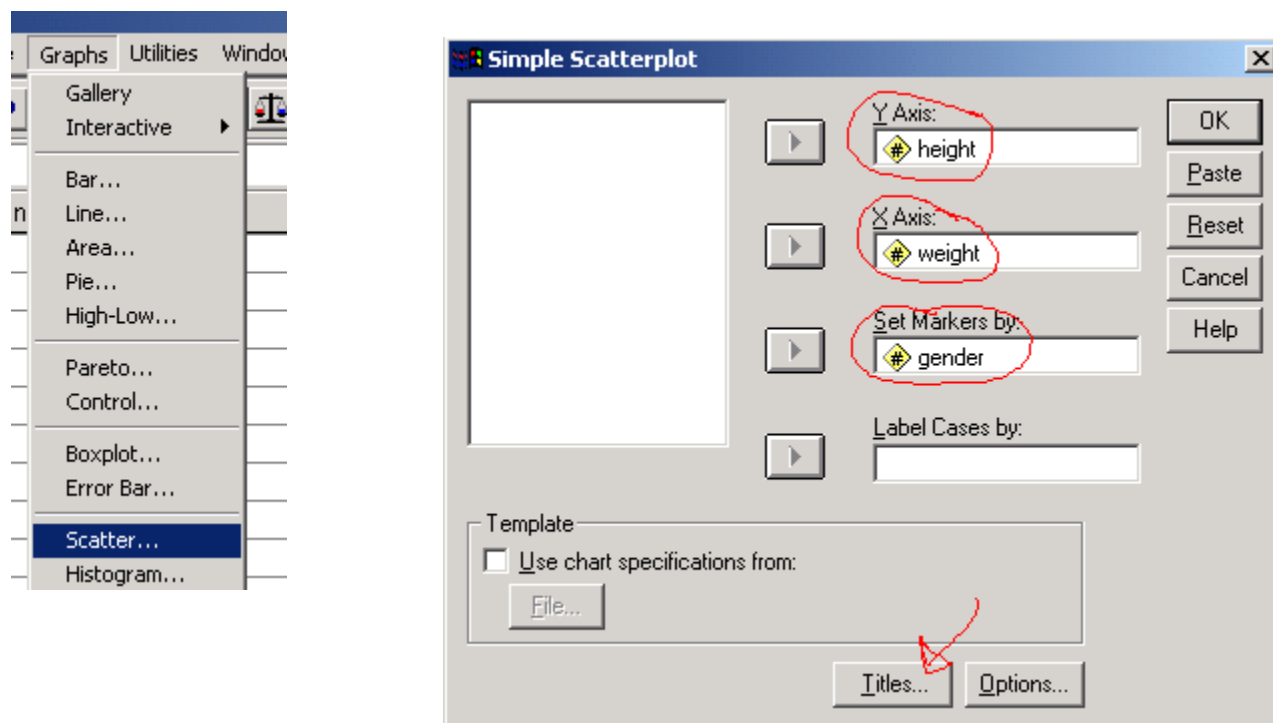 Graphs Utilities
Gallery
Interactive
Bar...
n
Line...
Area...
Pie...
High-Low...
Pareto...
Control...
Boxplot...
Error Bar...
Scatter...
Histogram...
Simple Scatterplot
Y Axis:
# height
X Axis:
# weight
Set Markers by:
# gender
Label Cases by:
OK
Paste
Reset
Cancel
Help
Template
Use chart specifications from:
File...
Titles... Options...